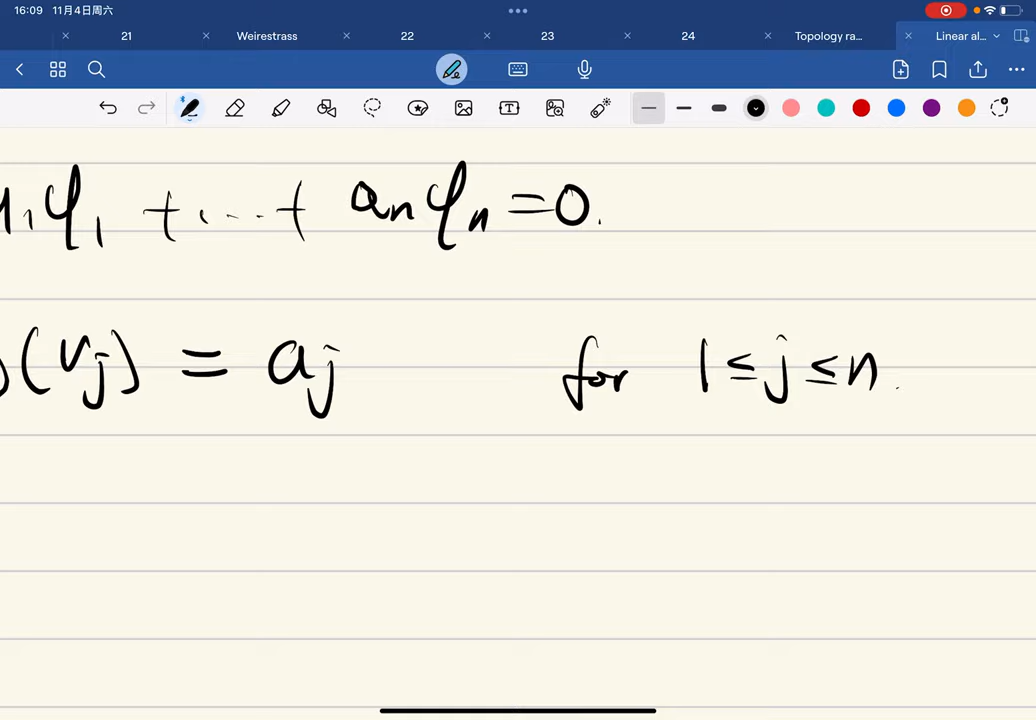 16:09 11月4日周六
21 Weirestrass 22 23 24 Topology ra... Linear al...
φ₁ + ... + aₙφₙ = 0.
(vⱼ) = aⱼ for 1 ≤ j ≤ n.